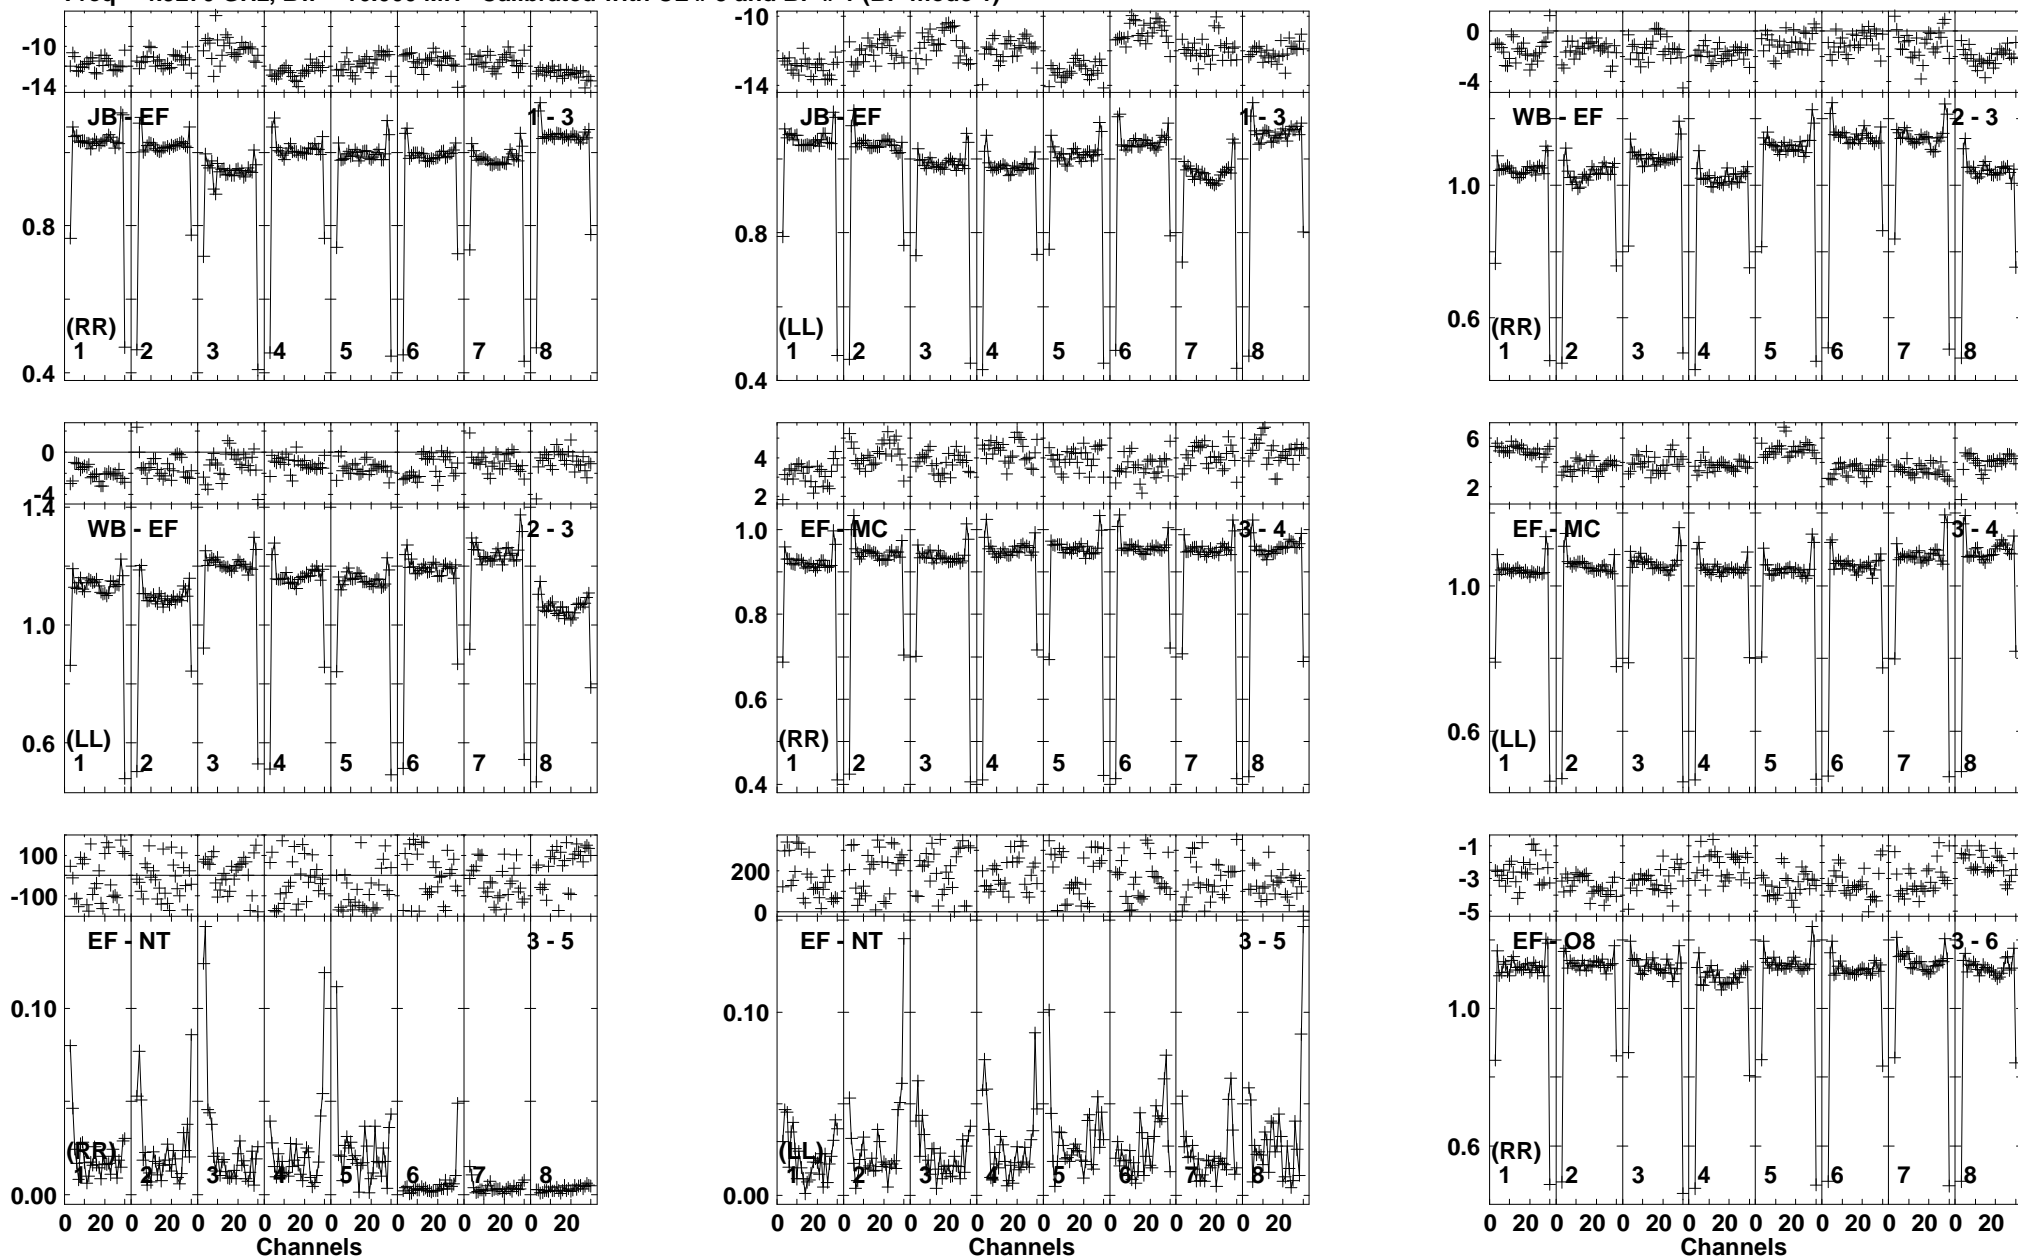 -10
-14
JB - EF 1 - 3
0.8
0.4
(RR)
1 2 3 4 5 6 7 8
-10
-14
JB - EF 1 - 3
0.8
0.4
(LL)
1 2 3 4 5 6 7 8
0
-4
WB - EF 2 - 3
1.0
0.6
(RR)
1 2 3 4 5 6 7 8
0
-4
1.4
WB - EF 2 - 3
1.0
0.6
(LL)
1 2 3 4 5 6 7 8
4
2
1.0
EF - MC 3 - 4
0.8
0.6
0.4
(RR)
1 2 3 4 5 6 7 8
6
2
EF - MC 3 - 4
1.0
0.6
(LL)
1 2 3 4 5 6 7 8
100
-100
EF - NT 3 - 5
0.10
0.00
(RR)
1 2 3 4 5 6 7 8
0 20 0 20 0 20 0 20 0 20 0 20 0 20 0 20
Channels
200
0
EF - NT 3 - 5
0.10
0.00
(LL)
1 2 3 4 5 6 7 8
0 20 0 20 0 20 0 20 0 20 0 20 0 20 0 20
Channels
-1
-3
-5
EF - O8 3 - 6
1.0
0.6
(RR)
1 2 3 4 5 6 7 8
0 20 0 20 0 20 0 20 0 20 0 20 0 20 0 20
Channels